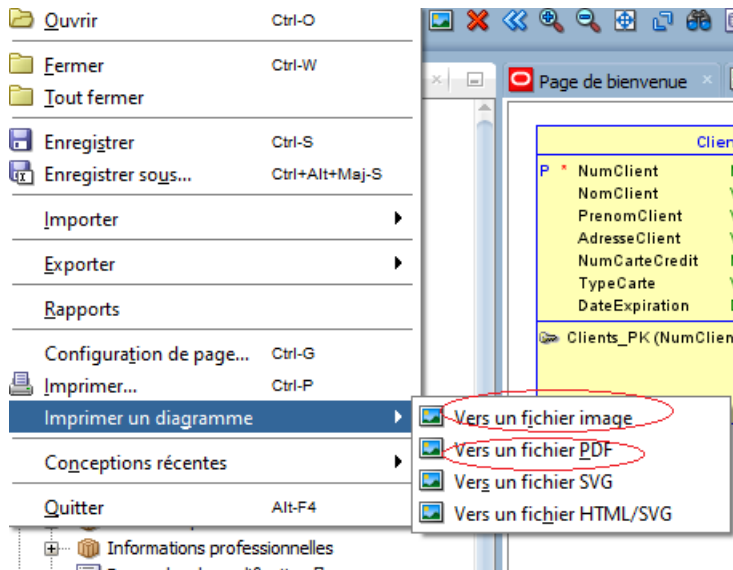 Ouvrir Ctrl-O
Fermer Ctrl-W
Tout fermer
Enregistrer Ctrl-S
Enregistrer sous... Ctrl+Alt+Maj-S
Importer
Exporter
Rapports
Configuration de page... Ctrl-G
Imprimer... Ctrl-P
Imprimer un diagramme
Conceptions récentes
Quitter Alt-F4
Vers un fichier image
Vers un fichier PDF
Vers un fichier SVG
Vers un fichier HTML/SVG
Informations professionnelles
Page de bienvenue
Clien
P * NumClient
NomClient
PrenomClient
AdresseClient
NumCarteCredit
TypeCarte
DateExpiration
Clients_PK (NumClien